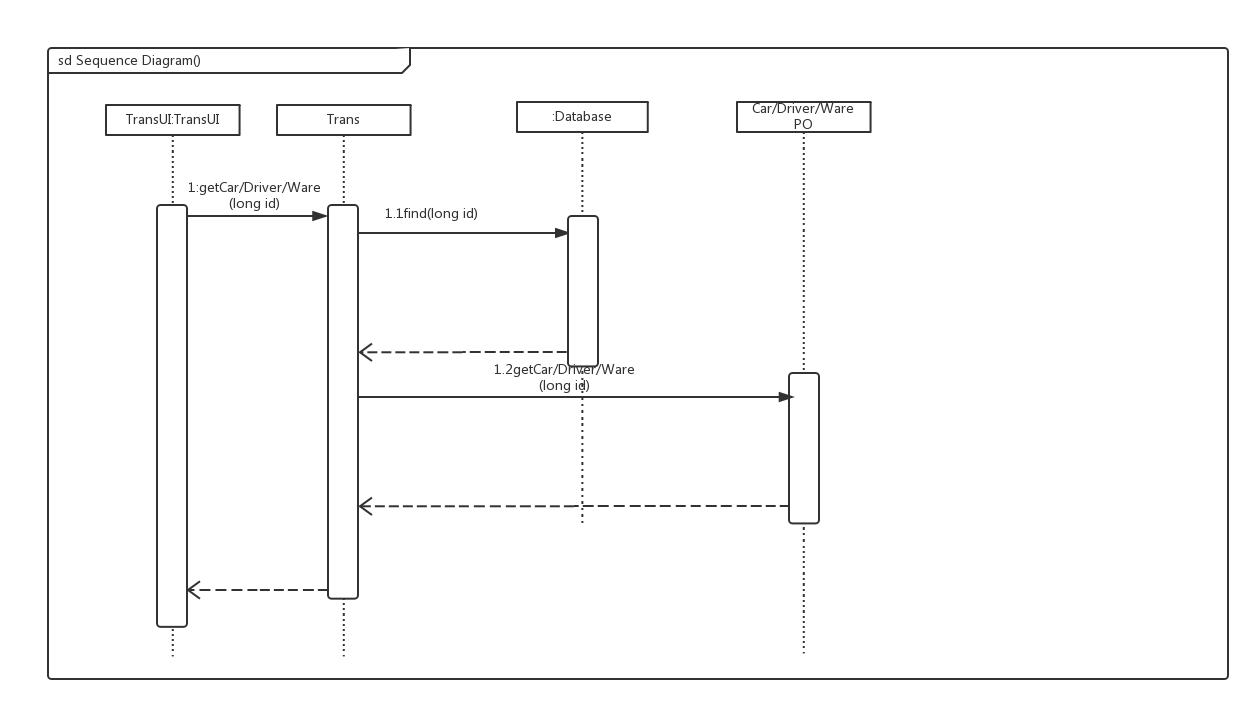 sd Sequence Diagram()
TransUI:TransUI
Trans
:Database
Car/Driver/Ware
PO
1:getCar/Driver/Ware
(long id)
1.1find(long id)
1.2getCar/Driver/Ware
(long id)